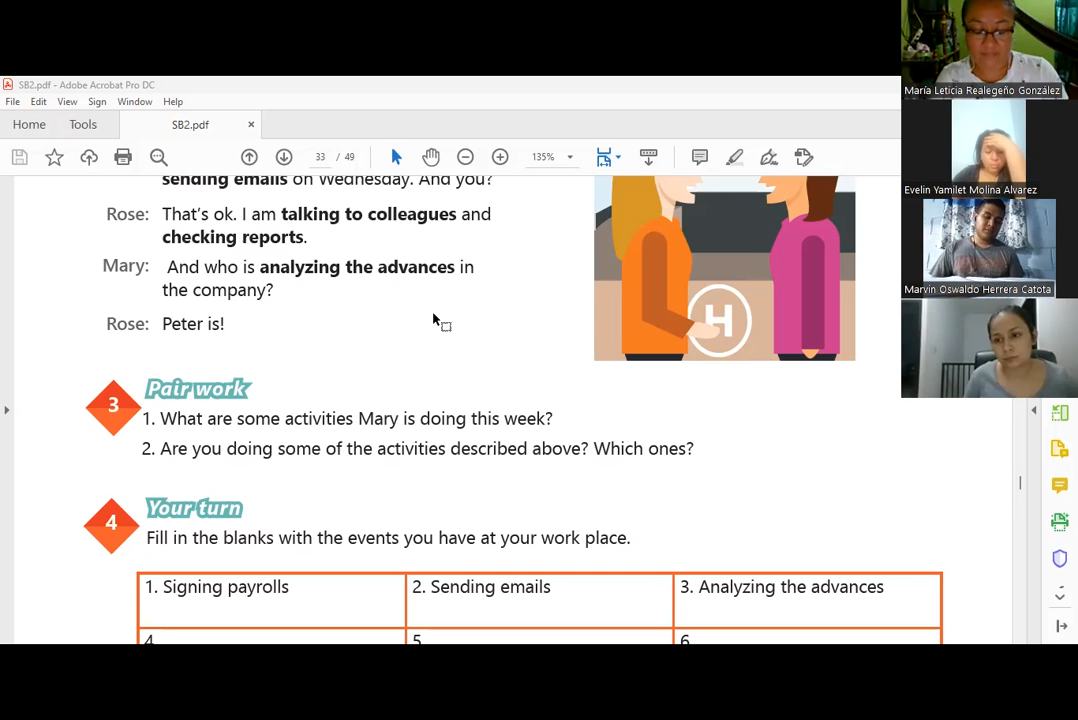 SB2.pdf - Adobe Acrobat Pro DC
File Edit View Sign Window Help
Home Tools SB2.pdf ×
33 / 49 135%
sending emails on Wednesday. And you?
Rose: That's ok. I am talking to colleagues and
checking reports.
Mary: And who is analyzing the advances in
the company?
Rose: Peter is!
H
3 Pair work
1. What are some activities Mary is doing this week?
2. Are you doing some of the activities described above? Which ones?
4 Your turn
Fill in the blanks with the events you have at your work place.
1. Signing payrolls 2. Sending emails 3. Analyzing the advances
4. 5. 6.
María Leticia Realegeño González
Evelin Yamilet Molina Alvarez
Marvin Oswaldo Herrera Catota